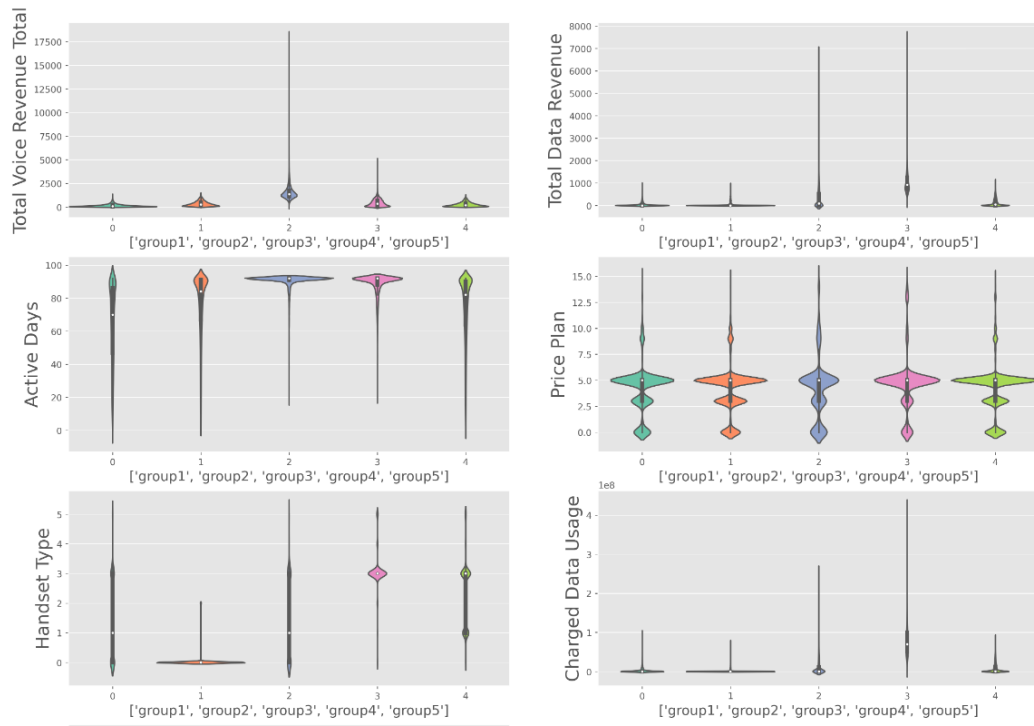 Total Voice Revenue Total
17500
15000
12500
10000
7500
5000
2500
0
0 1 2 3 4
['group1', 'group2', 'group3', 'group4', 'group5']
Total Data Revenue
8000
7000
6000
5000
4000
3000
2000
1000
0
0 1 2 3 4
['group1', 'group2', 'group3', 'group4', 'group5']
Active Days
100
80
60
40
20
0
0 1 2 3 4
['group1', 'group2', 'group3', 'group4', 'group5']
Price Plan
15.0
12.5
10.0
7.5
5.0
2.5
0.0
0 1 2 3 4
['group1', 'group2', 'group3', 'group4', 'group5']
Handset Type
5
4
3
2
1
0
0 1 2 3 4
['group1', 'group2', 'group3', 'group4', 'group5']
Charged Data Usage
1e8
4
3
2
1
0
0 1 2 3 4
['group1', 'group2', 'group3', 'group4', 'group5']